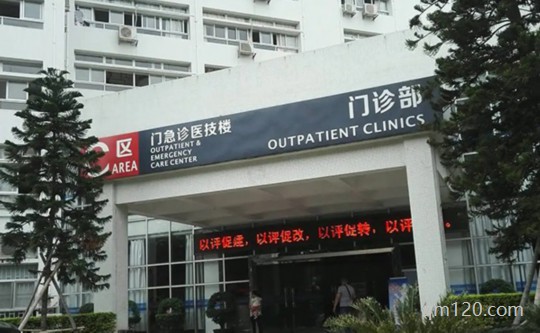 C区
AREA
门急诊医技楼
OUTPATIENT &
EMERGENCY
CARE CENTER
门诊部
OUTPATIENT CLINICS
以评促建，以评促改，以评促转，以评
m120.com